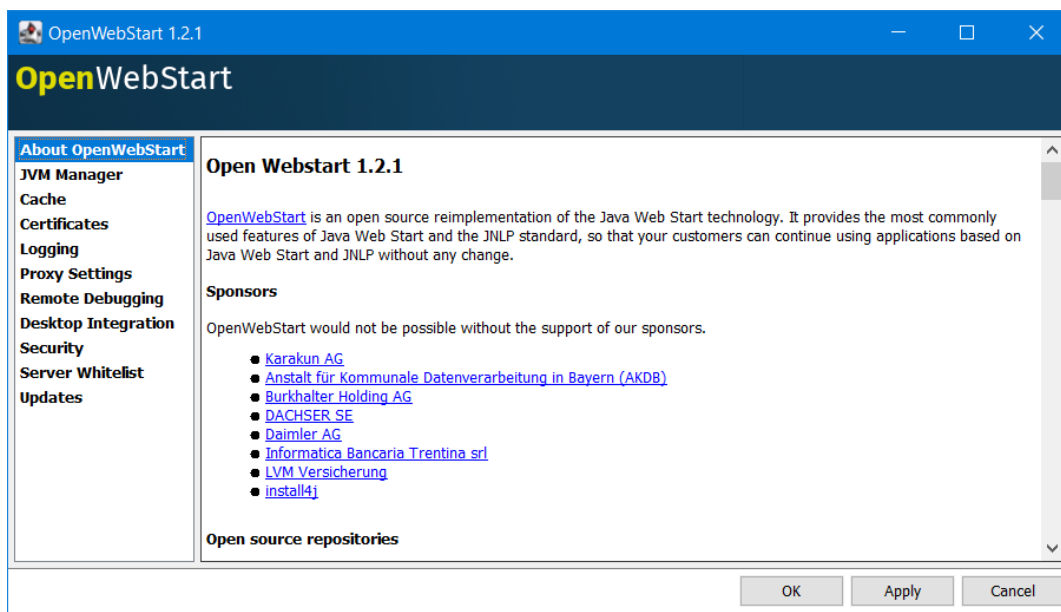 OpenWebStart 1.2.1
OpenWebStart
About OpenWebStart
JVM Manager
Cache
Certificates
Logging
Proxy Settings
Remote Debugging
Desktop Integration
Security
Server Whitelist
Updates
Open Webstart 1.2.1
OpenWebStart is an open source reimplementation of the Java Web Start technology. It provides the most commonly
used features of Java Web Start and the JNLP standard, so that your customers can continue using applications based on
Java Web Start and JNLP without any change.
Sponsors
OpenWebStart would not be possible without the support of our sponsors.
Karakun AG
Anstalt für Kommunale Datenverarbeitung in Bayern (AKDB)
Burkhalter Holding AG
DACHSER SE
Daimler AG
Informatica Bancaria Trentina srl
LVM Versicherung
install4j
Open source repositories
OK
Apply
Cancel